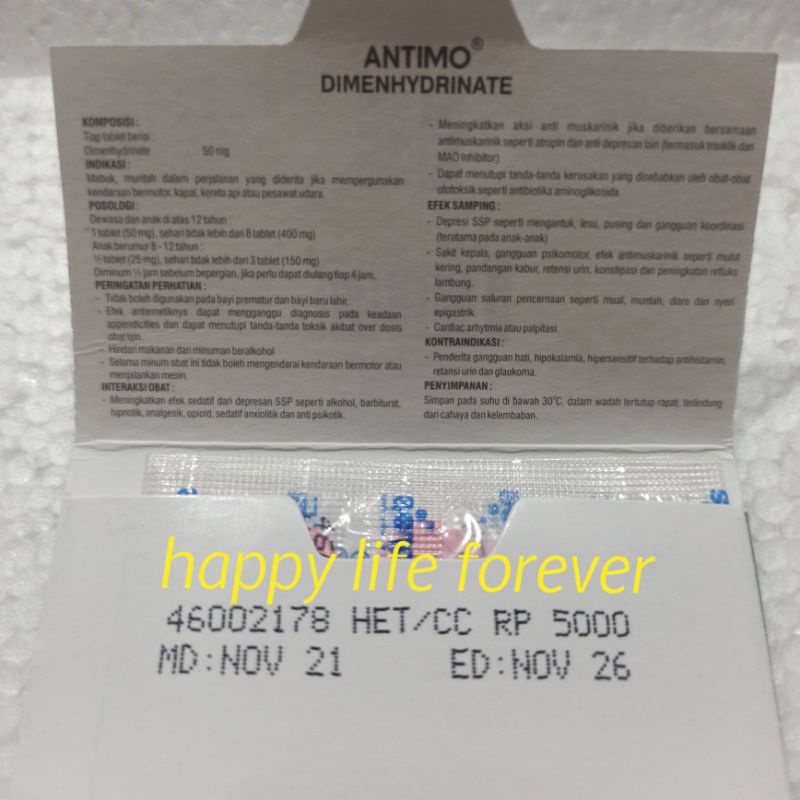 ANTIMO®
DIMENHYDRINATE
KOMPOSISI :
Tiap tablet berisi :
Dimenhydrinate 50 mg
INDIKASI :
Mabuk, muntah dalam perjalanan yang diderita jika mempergunakan
kendaraan bermotor, kapal, kereta api atau pesawat udara.
POSOLOGI :
Dewasa dan anak di atas 12 tahun :
1 tablet (50 mg), sehari tidak lebih dari 8 tablet (400 mg)
Anak berumur 8 - 12 tahun :
½ tablet (25 mg), sehari tidak lebih dari 3 tablet (150 mg)
Diminum ½ jam sebelum bepergian, jika perlu dapat diulang tiap 4 jam.
PERINGATAN PERHATIAN :
- Tidak boleh digunakan pada bayi prematur dan bayi baru lahir.
- Efek antiemetiknya dapat mengganggu diagnosis pada keadaan
appendicities dan dapat menutupi tanda-tanda toksik akibat over dosis
obat lain.
- Hindari makanan dan minuman beralkohol
- Selama minum obat ini tidak boleh mengendarai kendaraan bermotor atau
menjalankan mesin.
INTERAKSI OBAT :
- Meningkatkan efek sedatif dari depresan SSP seperti alkohol, barbiturat,
hipnotik, analgesik, opioid, sedatif anxiolitik dan anti psikotik.
- Meningkatkan aksi anti muskarinik jika diberikan bersamaan
antimuskarinik seperti atropin dan anti depresan lain (termasuk trisiklik dan
MAO Inhibitor)
- Dapat menutupi tanda-tanda kerusakan yang disebabkan oleh obat-obat
ototoksik seperti antibiotika aminoglikosida.
EFEK SAMPING :
- Depresi SSP seperti mengantuk, lesu, pusing dan gangguan koordinasi
(terutama pada anak-anak)
- Sakit kepala, gangguan psikomotor, efek antimuskarinik seperti mulut
kering, pandangan kabur, retensi urin, konstipasi dan peningkatan refluks
lambung.
- Gangguan saluran pencernaan seperti mual, muntah, diare dan nyeri
epigastrik.
- Cardiac arhytmia atau palpitasi.
KONTRAINDIKASI :
- Penderita gangguan hati, hipokalamia, hipersensitif terhadap antihistamin,
retansi urin dan glaukoma.
PENYIMPANAN :
Simpan pada suhu di bawah 30°C, dalam wadah tertutup rapat, terlindung
dari cahaya dan kelembaban.
happy life forever
46002178 HET/CC RP 5000
MD:NOV 21 ED:NOV 26